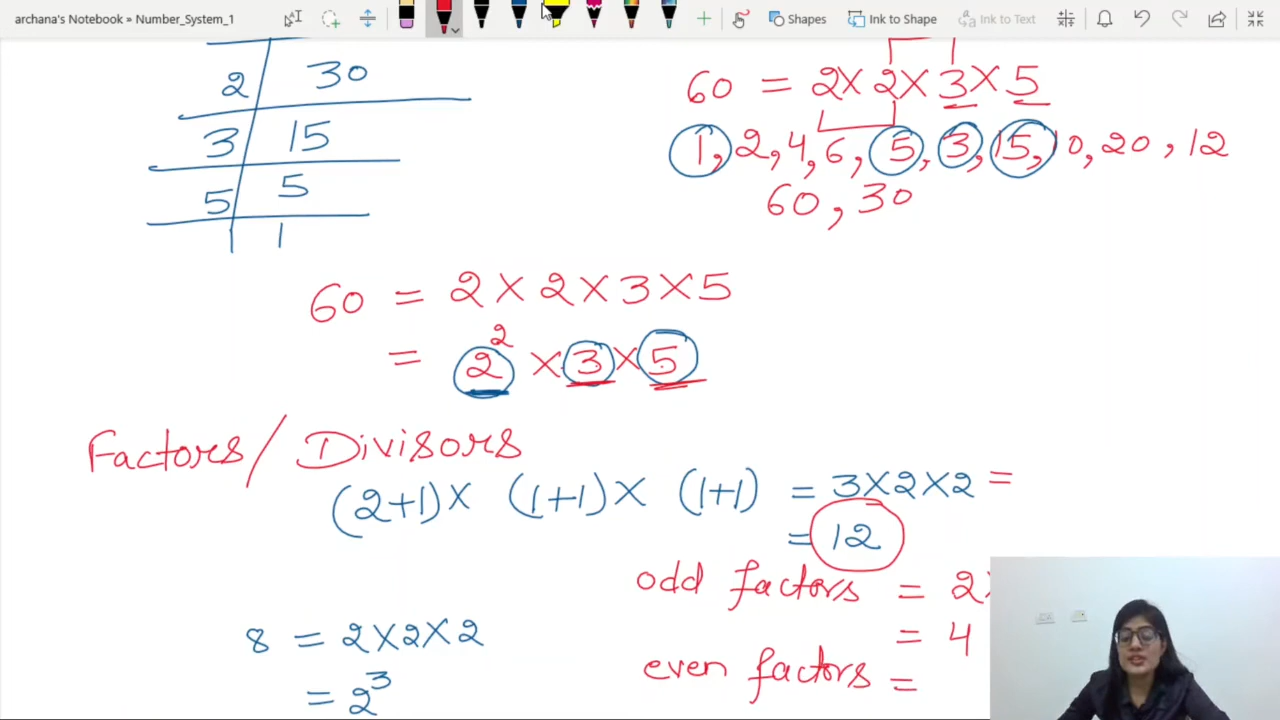 archana's Notebook » Number_System_1
Shapes Ink to Shape Ink to Text
2 30
3 15
5 5
1 1
60 = 2×2×3×5
1, 2, 4, 6, 5, 3, 15, 10, 20, 12
60, 30
60 = 2×2×3×5
= 2² ×3×5
Factors/Divisors
(2+1)× (1+1)× (1+1) = 3×2×2 =
= 12
odd factors = 2×
= 4
8 = 2×2×2
even factors =
= 2³